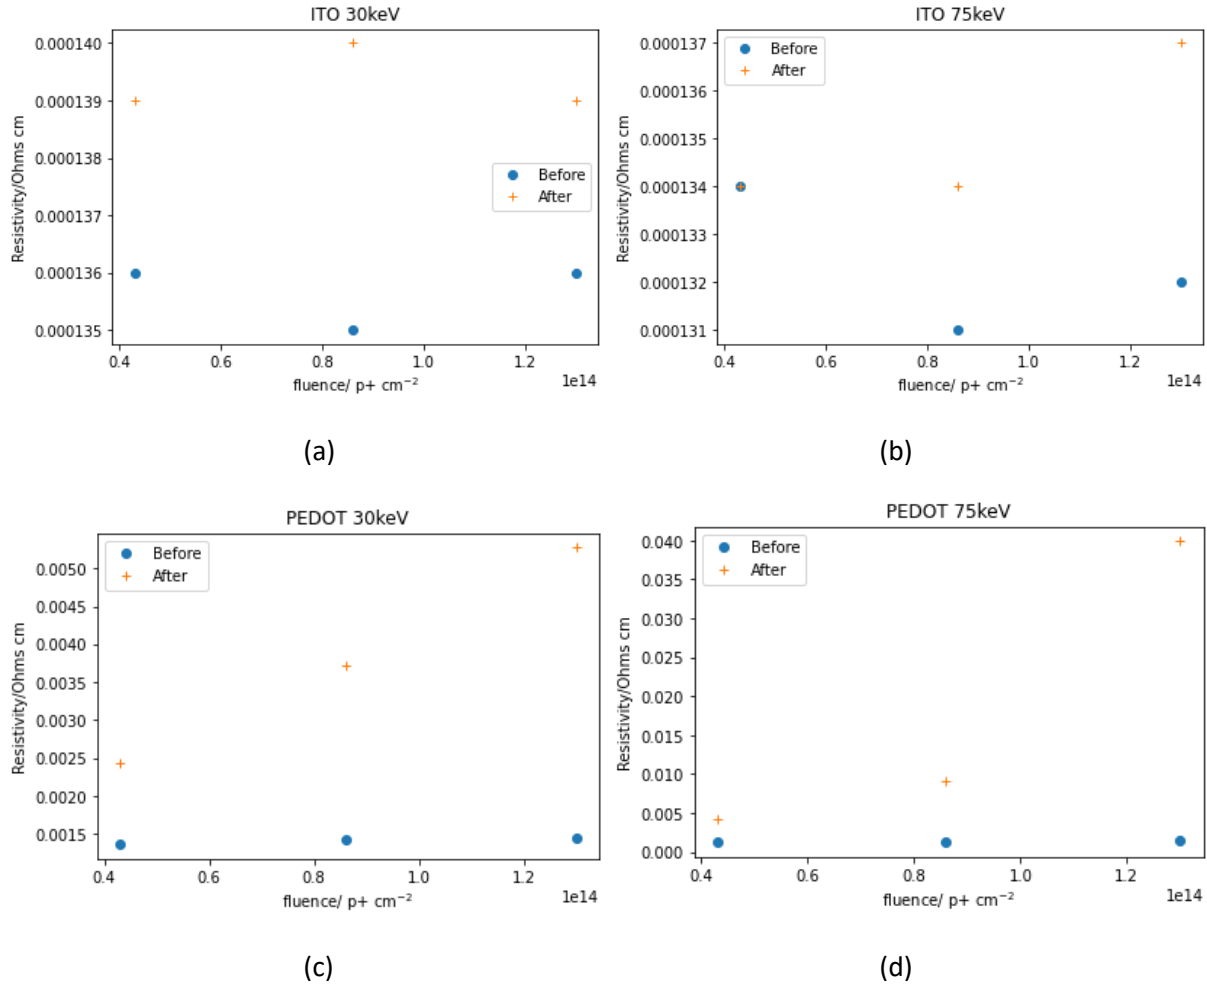 ITO 30keV
0.000140
0.000139
0.000138
0.000137
0.000136
0.000135
Resistivity/Ohms cm
Before
After
0.4 0.6 0.8 1.0 1.2
1e14
fluence/ p+ cm⁻²
(a)
ITO 75keV
0.000137
0.000136
0.000135
0.000134
0.000133
0.000132
0.000131
Resistivity/Ohms cm
Before
After
0.4 0.6 0.8 1.0 1.2
1e14
fluence/ p+ cm⁻²
(b)
PEDOT 30keV
0.0050
0.0045
0.0040
0.0035
0.0030
0.0025
0.0020
0.0015
Resistivity/Ohms cm
Before
After
0.4 0.6 0.8 1.0 1.2
1e14
fluence/ p+ cm⁻²
(c)
PEDOT 75keV
0.040
0.035
0.030
0.025
0.020
0.015
0.010
0.005
0.000
Resistivity/Ohms cm
Before
After
0.4 0.6 0.8 1.0 1.2
1e14
fluence/ p+ cm⁻²
(d)